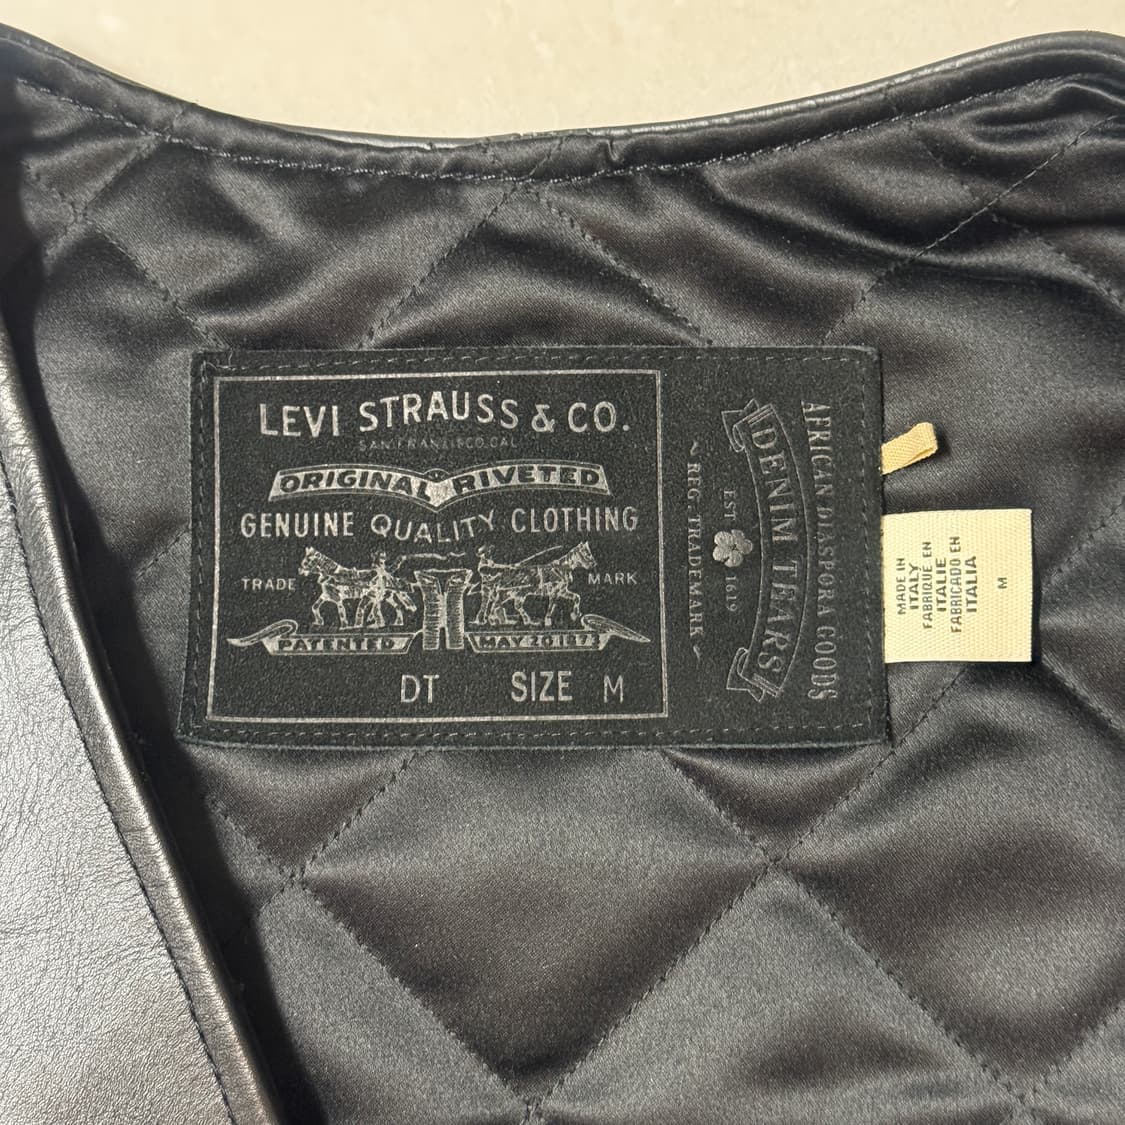 LEVI STRAUSS & CO.
SAN FRANCISCO, CAL
ORIGINAL RIVETED
GENUINE QUALITY CLOTHING
TRADE MARK
PATENTED MAY 20 1873
DT SIZE M
~ REG. TRADEMARK ~
EST 1619
DENIM TEARS
AFRICAN DIASPORA GOODS
MADE IN
ITALY
FABRIQUÉ EN
ITALIE
FABRICADO EN
ITALIA
M